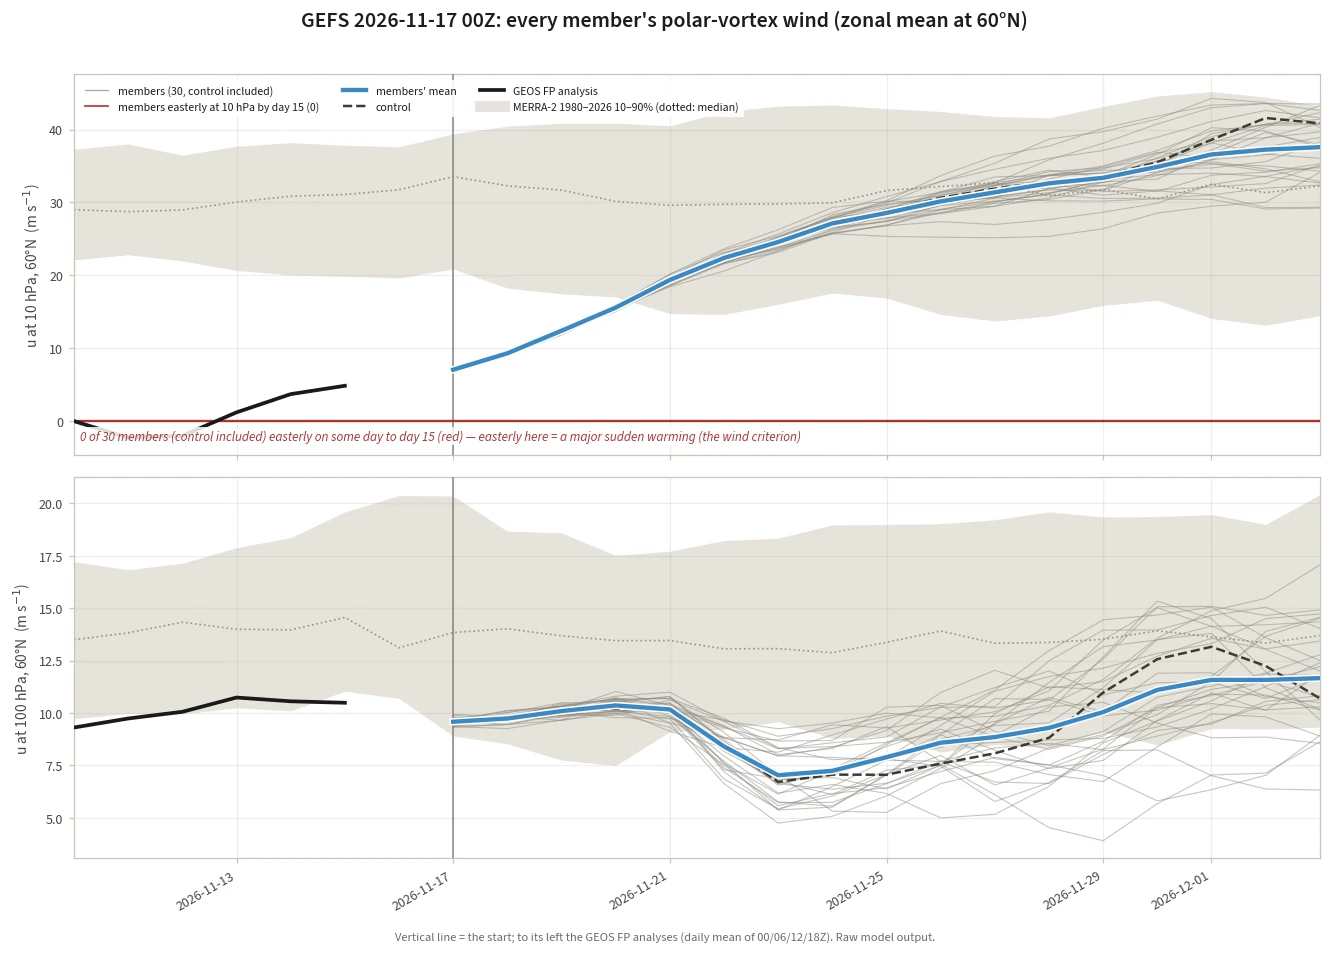 GEFS 2026-11-17 00Z: every member's polar-vortex wind (zonal mean at 60°N)
members (30, control included)
members' mean
GEOS FP analysis
members easterly at 10 hPa by day 15 (0)
control
MERRA-2 1980–2026 10–90% (dotted: median)
u at 10 hPa, 60°N (m s⁻¹)
40
30
20
10
0
0 of 30 members (control included) easterly on some day to day 15 (red) — easterly here = a major sudden warming (the wind criterion)
u at 100 hPa, 60°N (m s⁻¹)
20.0
17.5
15.0
12.5
10.0
7.5
5.0
2026-11-13
2026-11-17
2026-11-21
2026-11-25
2026-11-29
2026-12-01
Vertical line = the start; to its left the GEOS FP analyses (daily mean of 00/06/12/18Z). Raw model output.